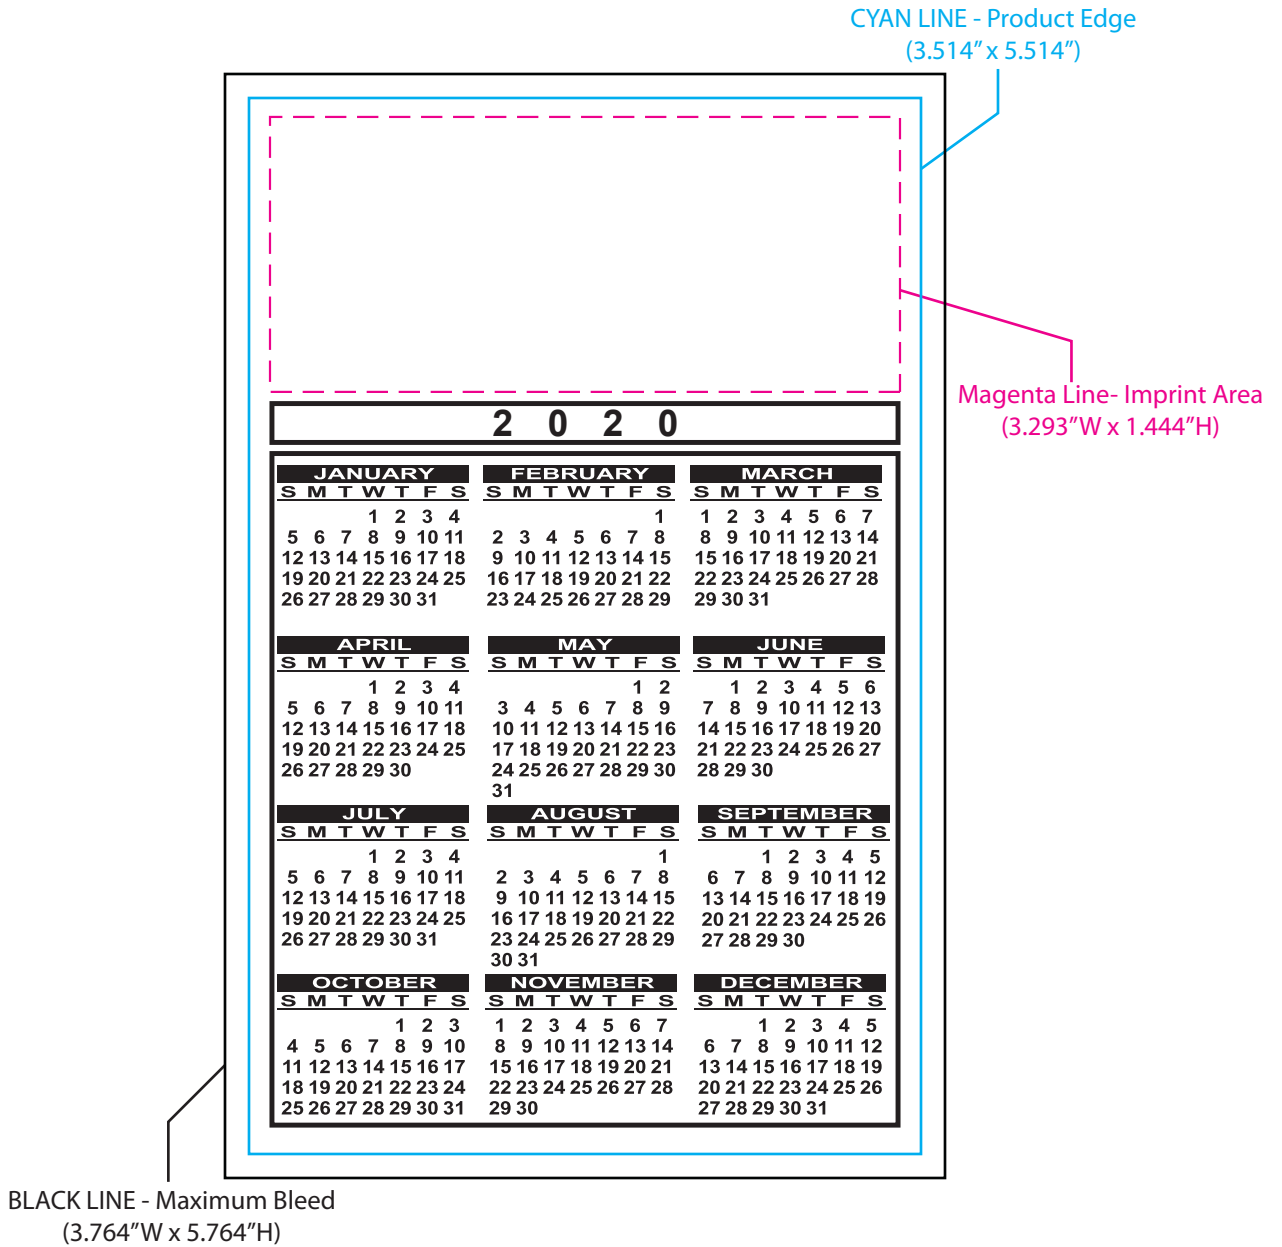 CYAN LINE - Product Edge
(3.514” x 5.514”)
Magenta Line- Imprint Area
(3.293”W x 1.444”H)
2 0 2 0
JANUARY
S M T W T F S
1 2 3 4
5 6 7 8 9 10 11
12 13 14 15 16 17 18
19 20 21 22 23 24 25
26 27 28 29 30 31
FEBRUARY
S M T W T F S
1
2 3 4 5 6 7 8
9 10 11 12 13 14 15
16 17 18 19 20 21 22
23 24 25 26 27 28 29
MARCH
S M T W T F S
1 2 3 4 5 6 7
8 9 10 11 12 13 14
15 16 17 18 19 20 21
22 23 24 25 26 27 28
29 30 31
APRIL
S M T W T F S
1 2 3 4
5 6 7 8 9 10 11
12 13 14 15 16 17 18
19 20 21 22 23 24 25
26 27 28 29 30
MAY
S M T W T F S
1 2
3 4 5 6 7 8 9
10 11 12 13 14 15 16
17 18 19 20 21 22 23
24 25 26 27 28 29 30
31
JUNE
S M T W T F S
1 2 3 4 5 6
7 8 9 10 11 12 13
14 15 16 17 18 19 20
21 22 23 24 25 26 27
28 29 30
JULY
S M T W T F S
1 2 3 4
5 6 7 8 9 10 11
12 13 14 15 16 17 18
19 20 21 22 23 24 25
26 27 28 29 30 31
AUGUST
S M T W T F S
1
2 3 4 5 6 7 8
9 10 11 12 13 14 15
16 17 18 19 20 21 22
23 24 25 26 27 28 29
30 31
SEPTEMBER
S M T W T F S
1 2 3 4 5
6 7 8 9 10 11 12
13 14 15 16 17 18 19
20 21 22 23 24 25 26
27 28 29 30
OCTOBER
S M T W T F S
1 2 3
4 5 6 7 8 9 10
11 12 13 14 15 16 17
18 19 20 21 22 23 24
25 26 27 28 29 30 31
NOVEMBER
S M T W T F S
1 2 3 4 5 6 7
8 9 10 11 12 13 14
15 16 17 18 19 20 21
22 23 24 25 26 27 28
29 30
DECEMBER
S M T W T F S
1 2 3 4 5
6 7 8 9 10 11 12
13 14 15 16 17 18 19
20 21 22 23 24 25 26
27 28 29 30 31
BLACK LINE - Maximum Bleed
(3.764”W x 5.764”H)